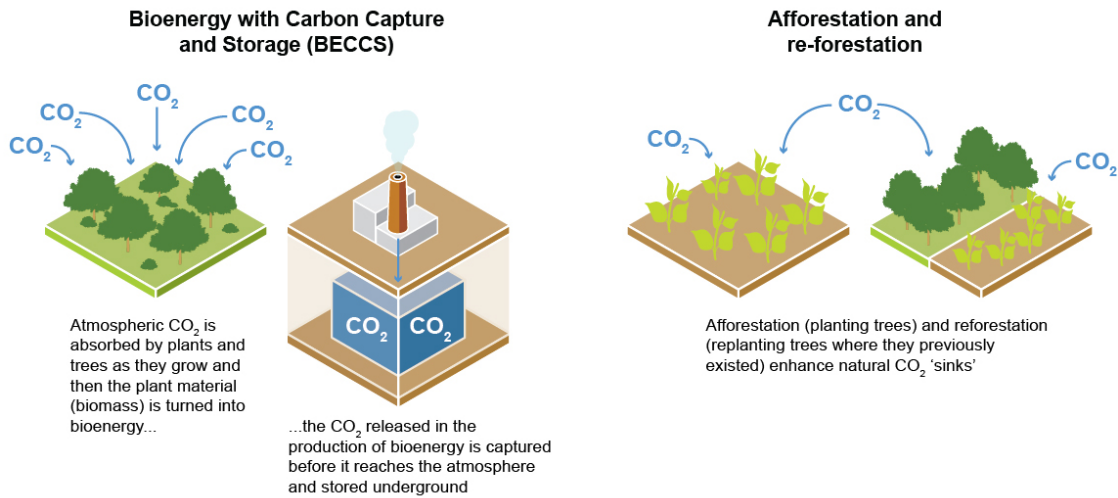 Bioenergy with Carbon Capture
and Storage (BECCS)
CO₂
CO₂
CO₂
CO₂
CO₂
CO₂
CO₂
Atmospheric CO₂ is
absorbed by plants and
trees as they grow and
then the plant material
(biomass) is turned into
bioenergy...
...the CO₂ released in the
production of bioenergy is captured
before it reaches the atmosphere
and stored underground
Afforestation and
re-forestation
CO₂
CO₂
CO₂
Afforestation (planting trees) and reforestation
(replanting trees where they previously
existed) enhance natural CO₂ ‘sinks’